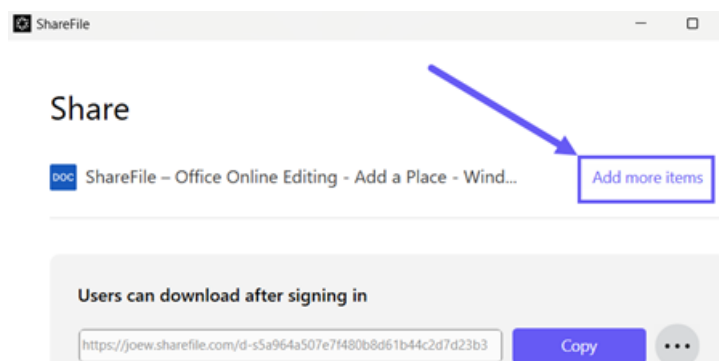 ShareFile
Share
DOC ShareFile – Office Online Editing - Add a Place - Wind... Add more items
Users can download after signing in
https://joew.sharefile.com/d-s5a964a507e7f480b8d61b44c2d7d23b3 Copy